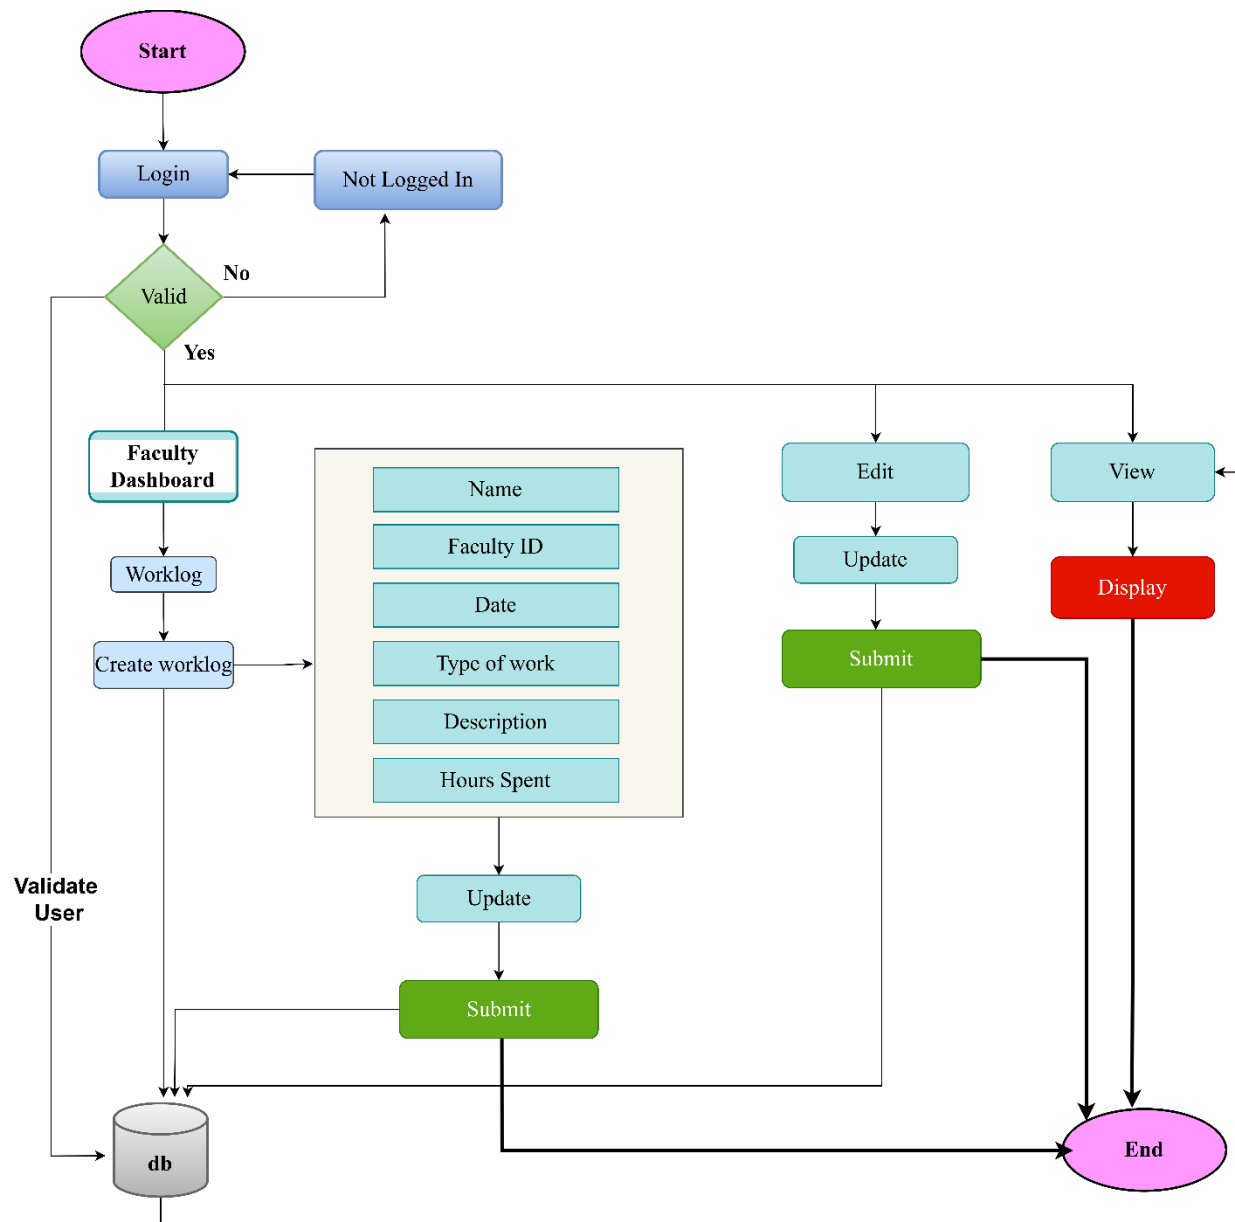 Start
Login
Not Logged In
No
Valid
Yes
Faculty
Dashboard
Name
Edit
View
Faculty ID
Update
Worklog
Display
Date
Create worklog
Type of work
Submit
Description
Hours Spent
Validate
User
Update
Submit
db
End